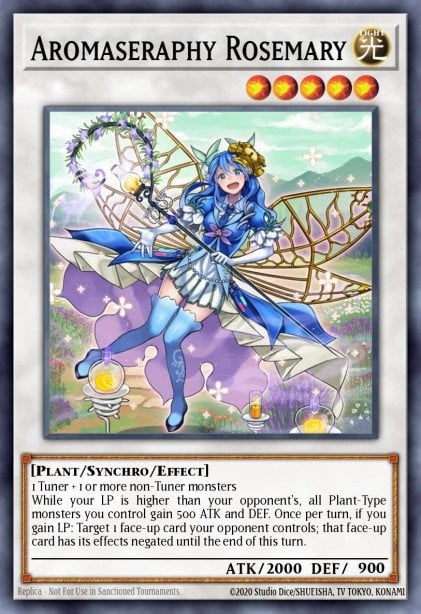 AROMASERAPHY ROSEMARY
LIGHT
光
[PLANT/SYNCHRO/EFFECT]
1 Tuner + 1 or more non-Tuner monsters
While your LP is higher than your opponent's, all Plant-Type
monsters you control gain 500 ATK and DEF. Once per turn, if you
gain LP: Target 1 face-up card your opponent controls; that face-up
card has its effects negated until the end of this turn.
ATK/2000 DEF/ 900
Replica - Not For Use in Sanctioned Tournaments.
©2020 Studio Dice/SHUEISHA, TV TOKYO, KONAMI